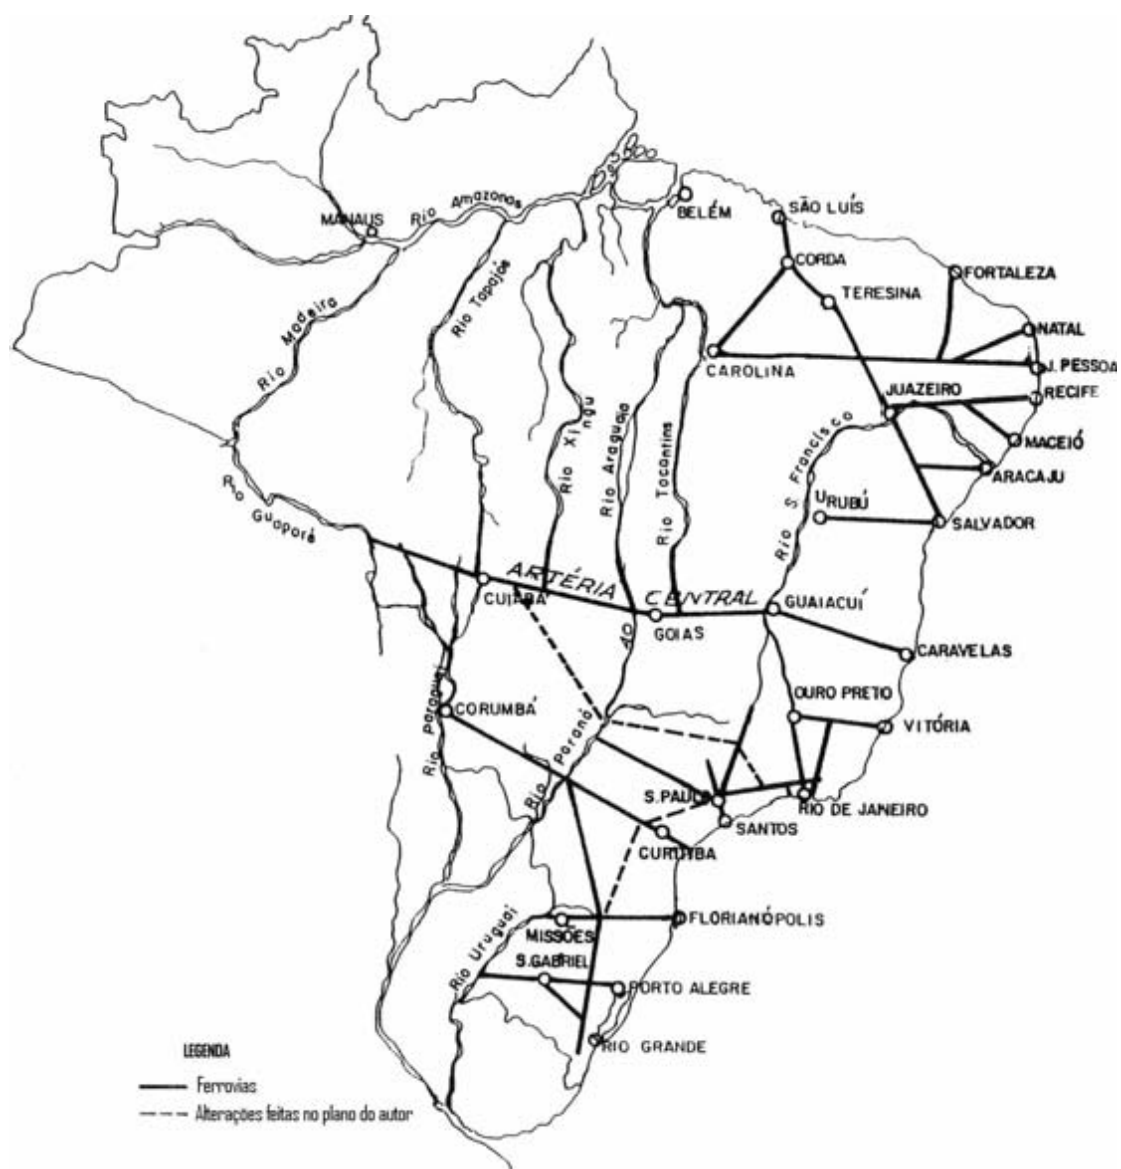 MANAUS
Rio Amazonas
BELÉM
SÃO LUÍS
CORDA
TERESINA
FORTALEZA
NATAL
J. PESSOA
RECIFE
MACEIÓ
ARACAJU
SALVADOR
CAROLINA
JUAZEIRO
Rio Madeira
Rio Tapajós
Rio Xingu
Rio Araguaia
Rio Tocantins
Rio S Francisco
URUBÚ
Rio Guaporé
CUIABÁ
ARTÉRIA CENTRAL
GOIAS
GUAIACUÍ
CARAVELAS
AO
OURO PRETO
VITÓRIA
CORUMBÁ
Rio Paraguai
Rio Paraná
S. PAULO
RIO DE JANEIRO
SANTOS
CURITIBA
FLORIANÓPOLIS
MISSÕES
S. GABRIEL
Rio Uruguai
PORTO ALEGRE
RIO GRANDE
LEGENDA
Ferrovias
Alterações feitas no plano do autor